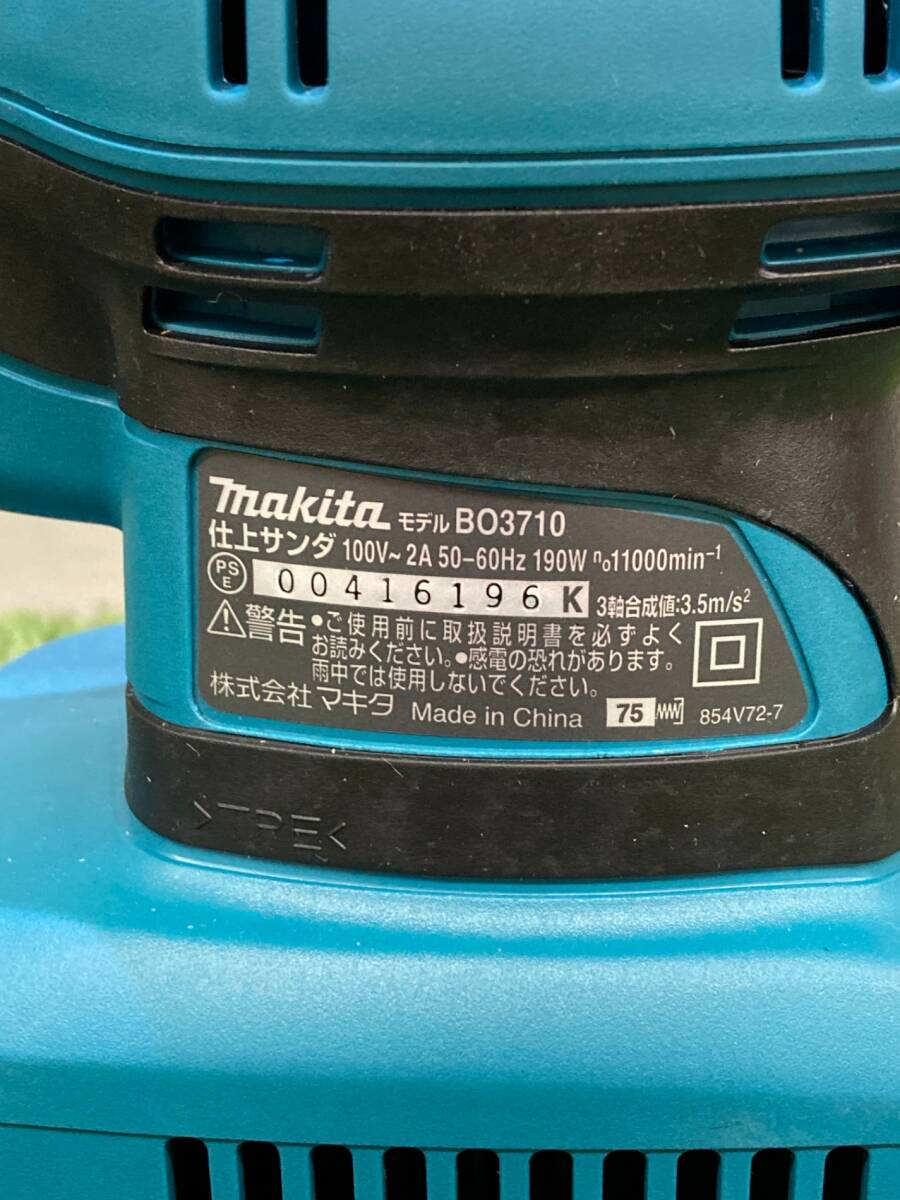 makita モデル BO3710
仕上サンダ 100V~ 2A 50-60Hz 190W n₀11000min⁻¹
PS E 00416196 K 3軸合成値:3.5m/s²
警告 •ご使用前に取扱説明書を必ずよく
お読みください。•感電の恐れがあります。
雨中では使用しないでください。
株式会社 マキタ Made in China 75 854V72-7
>TPE<